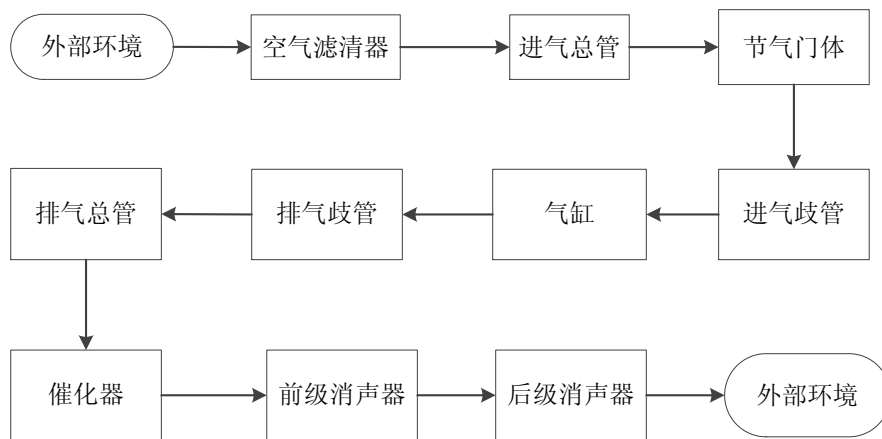 外部环境
空气滤清器
进气总管
节气门体
排气总管
排气歧管
气缸
进气歧管
催化器
前级消声器
后级消声器
外部环境